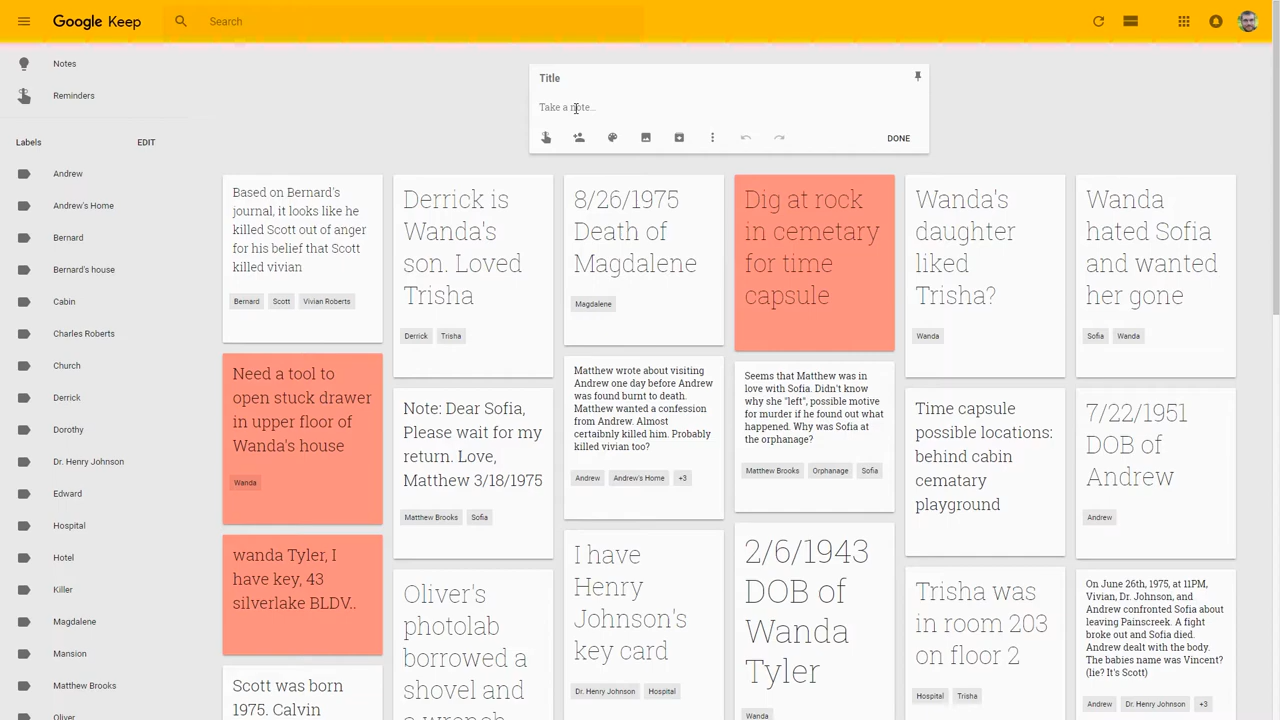 Google Keep
Search
Notes
Reminders
Labels
EDIT
Andrew
Andrew's Home
Bernard
Bernard's house
Cabin
Charles Roberts
Church
Derrick
Dorothy
Dr. Henry Johnson
Edward
Hospital
Hotel
Killer
Magdalene
Mansion
Matthew Brooks
Oliver
Title
Take a note...
DONE
Based on Bernard's
journal, it looks like he
killed Scott out of anger
for his belief that Scott
killed vivian
Bernard Scott Vivian Roberts
Need a tool to
open stuck drawer
in upper floor of
Wanda's house
Wanda
wanda Tyler, I
have key, 43
silverlake BLDV..
Scott was born
1975. Calvin
Derrick is
Wanda's
son. Loved
Trisha
Derrick Trisha
Note: Dear Sofia,
Please wait for my
return. Love,
Matthew 3/18/1975
Matthew Brooks Sofia
Oliver's
photolab
borrowed a
shovel and
a wrench
8/26/1975
Death of
Magdalene
Magdalene
Matthew wrote about visiting
Andrew one day before Andrew
was found burnt to death.
Matthew wanted a confession
from Andrew. Almost
certaibnly killed him. Probably
killed vivian too?
Andrew Andrew's Home +3
I have
Henry
Johnson's
key card
Dr. Henry Johnson Hospital
Dig at rock
in cemetary
for time
capsule
Seems that Matthew was in
love with Sofia. Didn't know
why she "left", possible motive
for murder if he found out what
happened. Why was Sofia at
the orphanage?
Matthew Brooks Orphanage Sofia
2/6/1943
DOB of
Wanda
Tyler
Wanda
Wanda's
daughter
liked
Trisha?
Wanda
Time capsule
possible locations:
behind cabin
cematary
playground
Trisha was
in room 203
on floor 2
Hospital Trisha
Wanda
hated Sofia
and wanted
her gone
Sofia Wanda
7/22/1951
DOB of
Andrew
Andrew
On June 26th, 1975, at 11PM,
Vivian, Dr. Johnson, and
Andrew confronted Sofia about
leaving Painscreek. A fight
broke out and Sofia died.
Andrew dealt with the body.
The babies name was Vincent?
(lie? It's Scott)
Andrew Dr. Henry Johnson +3